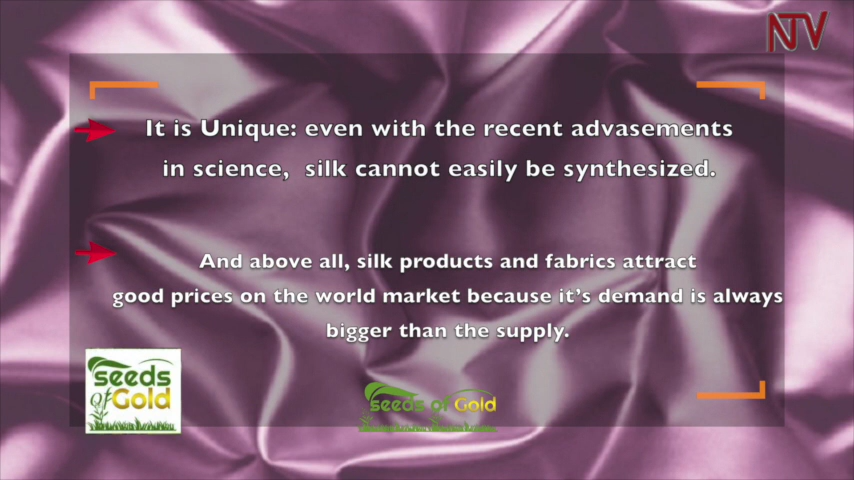 NTV
It is Unique: even with the recent advasements
in science, silk cannot easily be synthesized.
And above all, silk products and fabrics attract
good prices on the world market because it's demand is always
bigger than the supply.
seeds
of Gold
seeds of Gold